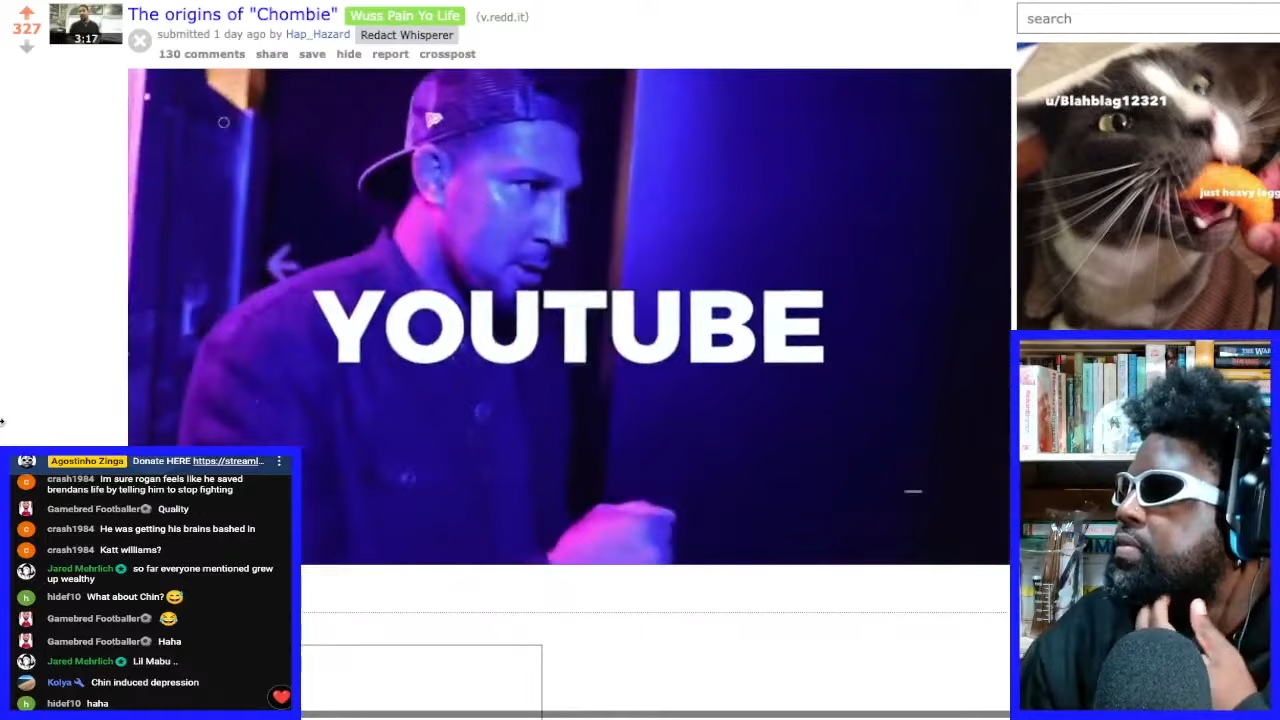 327
3:17
The origins of "Chombie" Wuss Pain Yo Life (v.redd.it)
submitted 1 day ago by Hap_Hazard Redact Whisperer
130 comments share save hide report crosspost
search
u/Blahblag12321
just heavy (egg
YOUTUBE
THE WAR
Agostinho Zinga Donate HERE https://streaml...
crash1984 Im sure rogan feels like he saved
brendans life by telling him to stop fighting
Gamebred Footballer Quality
crash1984 He was getting his brains bashed in
crash1984 Katt williams?
Jared Mehrlich so far everyone mentioned grew
up wealthy
hidef10 What about Chin?
Gamebred Footballer
Gamebred Footballer Haha
Jared Mehrlich Lil Mabu ..
Kolya Chin induced depression
hidef10 haha